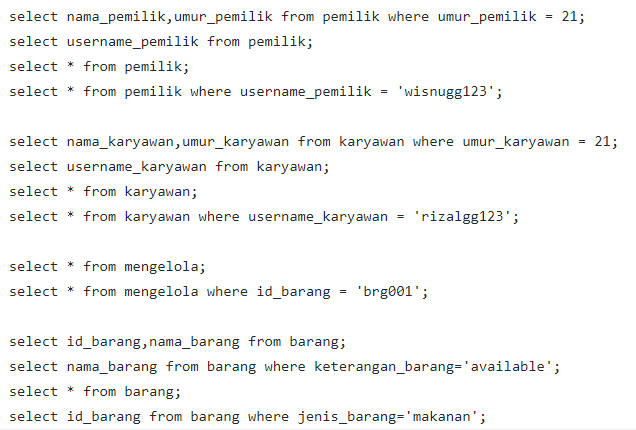 select nama_pemilik,umur_pemilik from pemilik where umur_pemilik = 21;
select username_pemilik from pemilik;
select * from pemilik;
select * from pemilik where username_pemilik = 'wisnugg123';
select nama_karyawan,umur_karyawan from karyawan where umur_karyawan = 21;
select username_karyawan from karyawan;
select * from karyawan;
select * from karyawan where username_karyawan = 'rizalgg123';
select * from mengelola;
select * from mengelola where id_barang = 'brg001';
select id_barang,nama_barang from barang;
select nama_barang from barang where keterangan_barang='available';
select * from barang;
select id_barang from barang where jenis_barang='makanan';